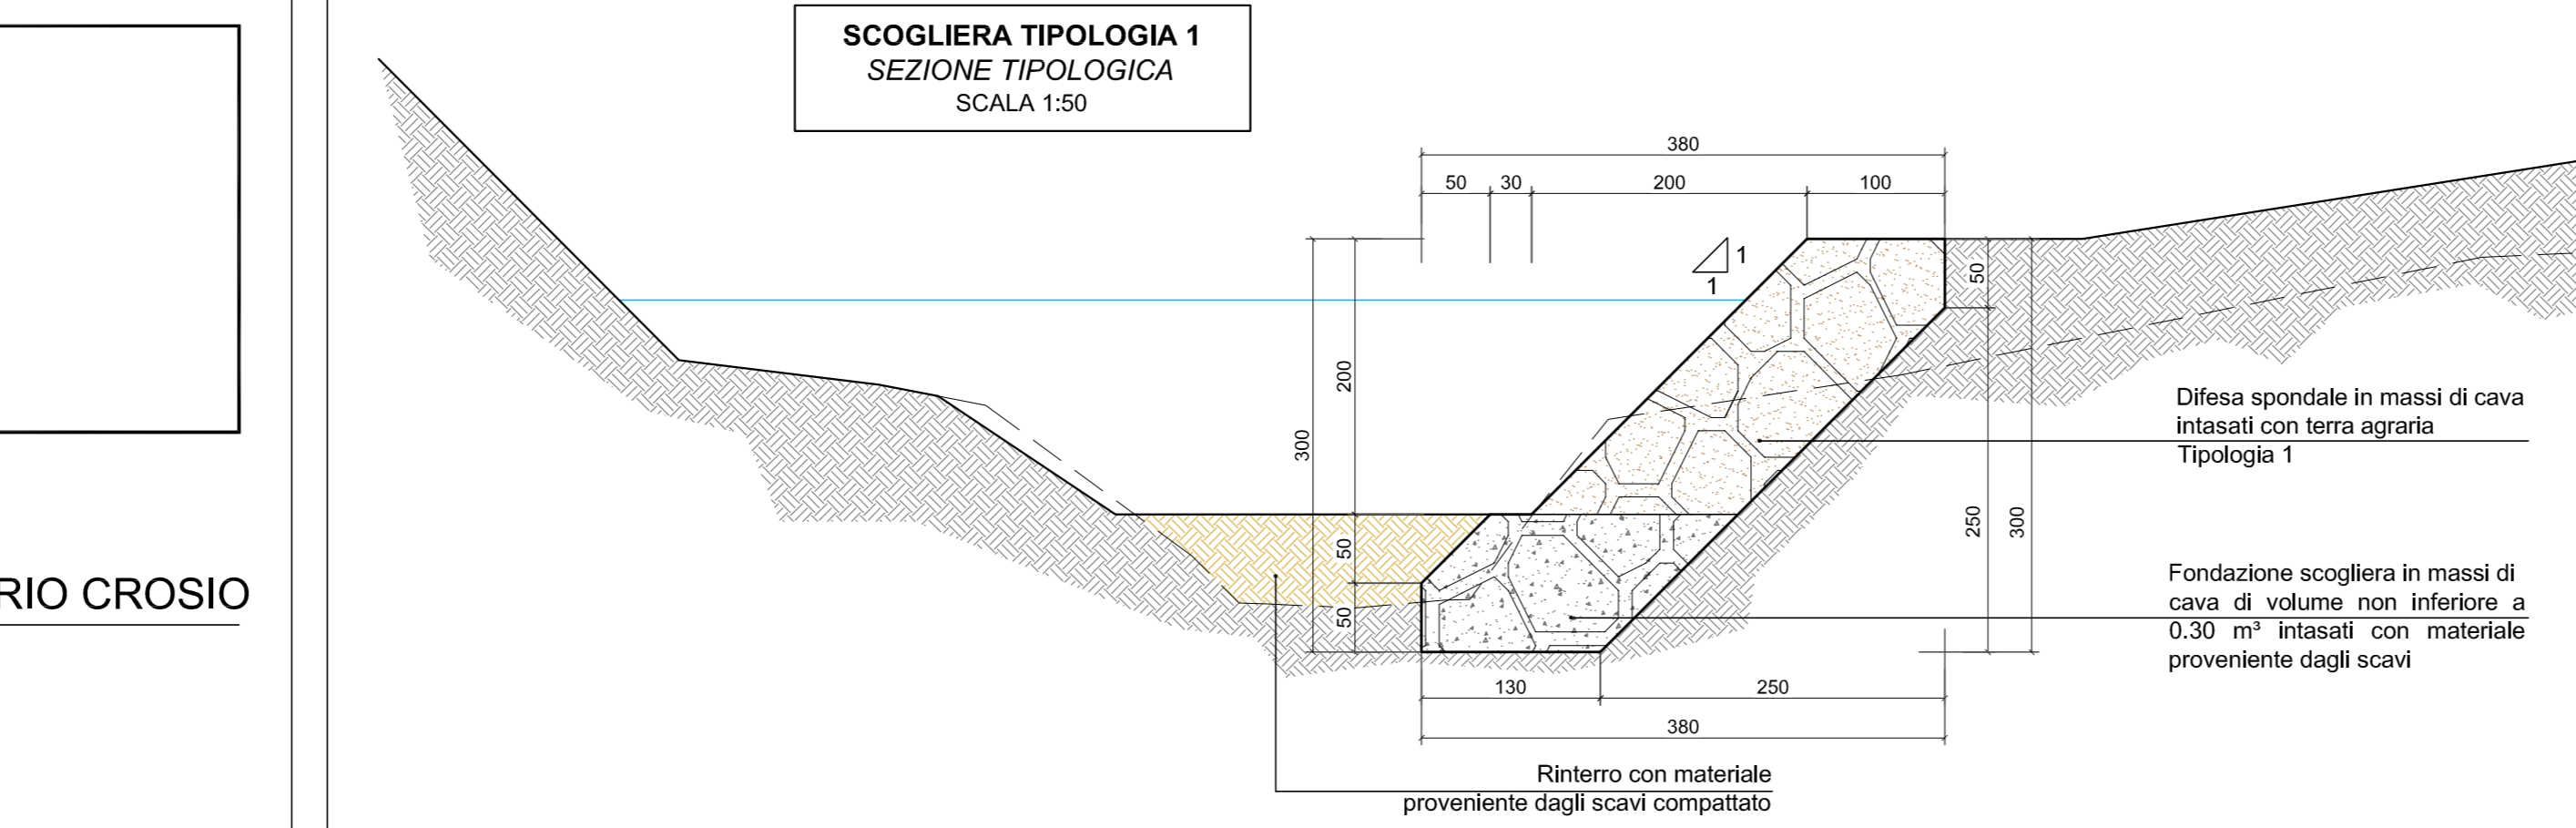 SCOGLIERA TIPOLOGIA 1
SEZIONE TIPOLOGICA
SCALA 1:50
380
50 30 200 100
1
1
50
200
300
Difesa spondale in massi di cava
intasati con terra agraria
Tipologia 1
250
300
50
50
RIO CROSIO
Fondazione scogliera in massi di
cava di volume non inferiore a
0.30 m³ intasati con materiale
proveniente dagli scavi
130 250
380
Rinterro con materiale
proveniente dagli scavi compattato